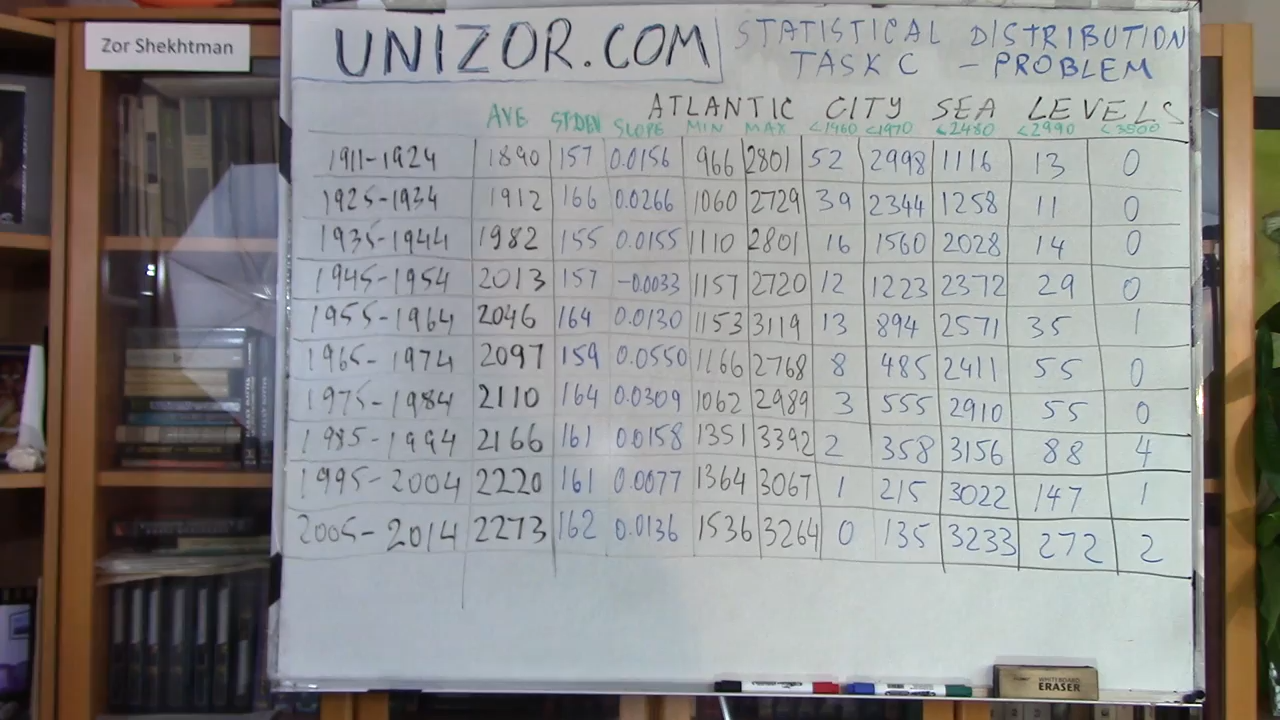 Zor Shekhtman
UNIZOR.COM
STATISTICAL DISTRIBUTION
TASK C - PROBLEM
ATLANTIC CITY SEA LEVELS
AVG STDEV SLOPE MIN MAX <1460 <1970 <2480 <2990 <3500
1911-1924 1890 157 0.0156 966 2801 52 2998 1116 13 0
1925-1934 1912 166 0.0266 1060 2729 39 2344 1258 11 0
1935-1944 1982 155 0.0155 1110 2801 16 1560 2028 14 0
1945-1954 2013 157 -0.0033 1157 2720 12 1223 2372 29 0
1955-1964 2046 164 0.0130 1153 3119 13 894 2571 35 1
1965-1974 2097 159 0.0550 1166 2768 8 485 2411 55 0
1975-1984 2110 164 0.0309 1062 2989 3 555 2910 55 0
1985-1994 2166 161 0.0158 1351 3392 2 358 3156 88 4
1995-2004 2220 161 0.0077 1364 3067 1 215 3022 147 1
2005-2014 2273 162 0.0136 1536 3264 0 135 3233 272 2
WHITEBOARD
ERASER